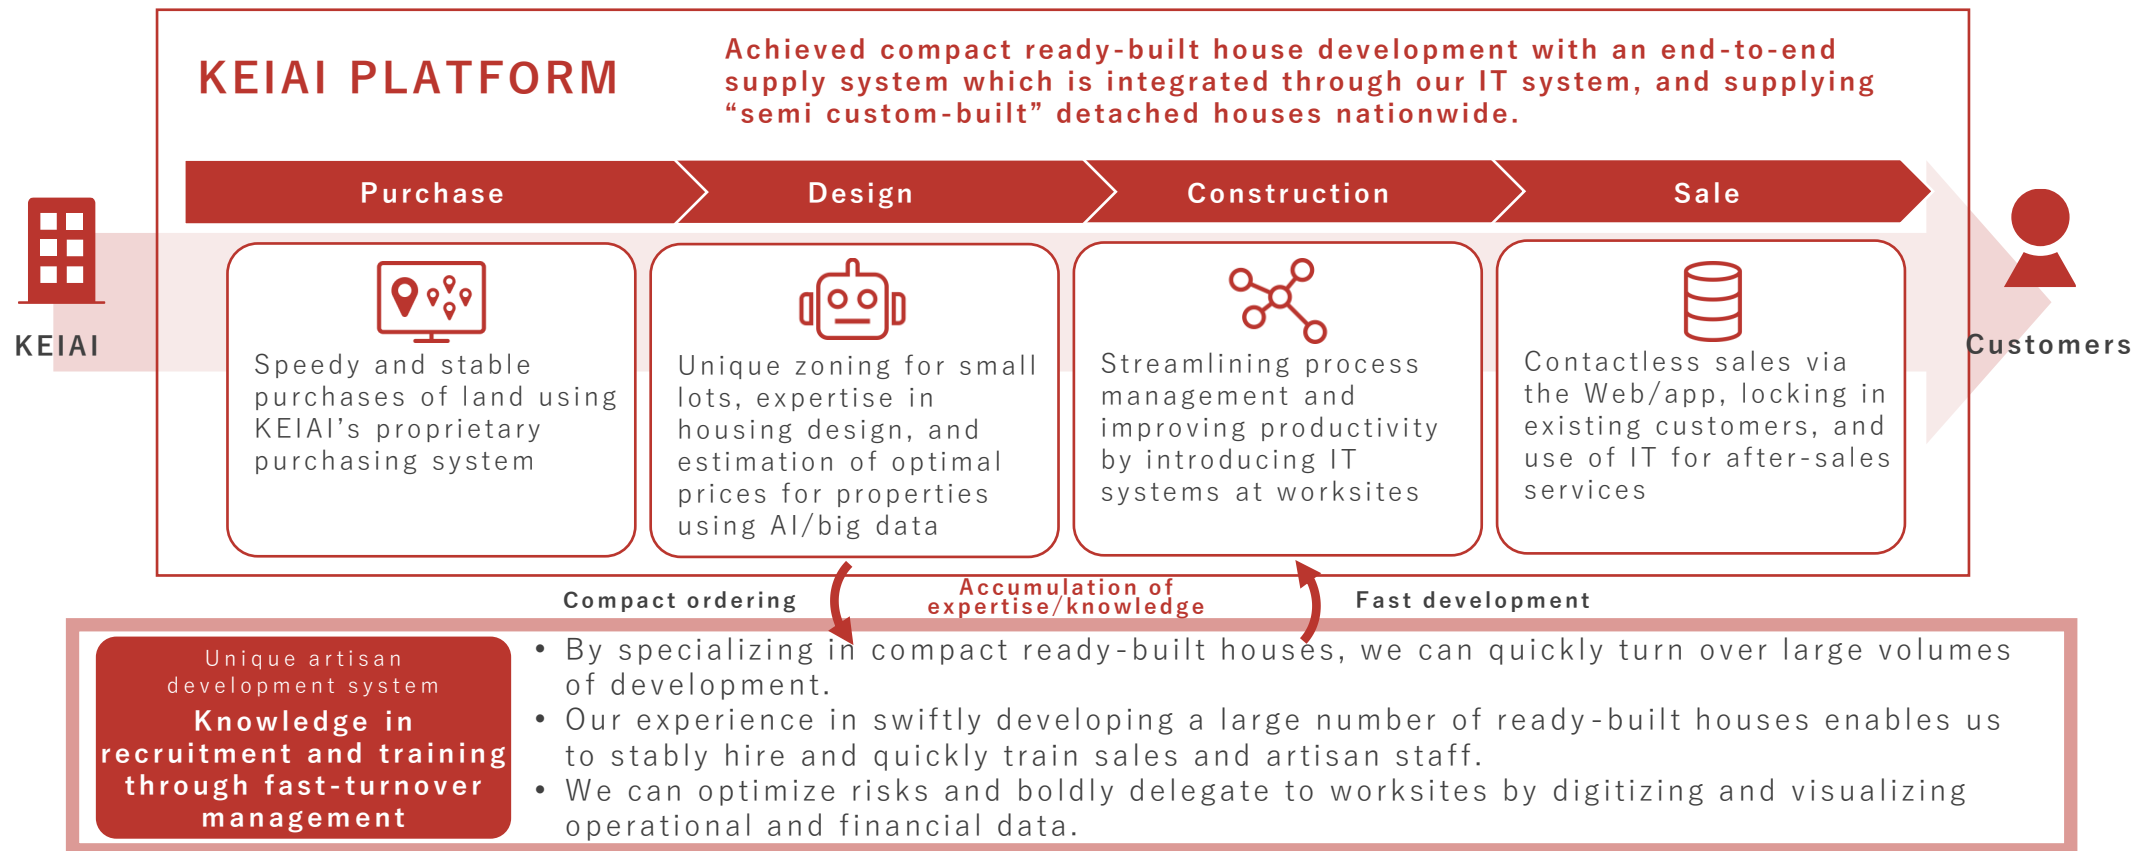 KEIAI PLATFORM
Achieved compact ready-built house development with an end-to-end
supply system which is integrated through our IT system, and supplying
“semi custom-built” detached houses nationwide.
Purchase
Design
Construction
Sale
KEIAI
Customers
Speedy and stable
purchases of land using
KEIAI’s proprietary
purchasing system
Unique zoning for small
lots, expertise in
housing design, and
estimation of optimal
prices for properties
using AI/big data
Streamlining process
management and
improving productivity
by introducing IT
systems at worksites
Contactless sales via
the Web/app, locking in
existing customers, and
use of IT for after-sales
services
Compact ordering
Accumulation of
expertise/knowledge
Fast development
Unique artisan
development system
Knowledge in
recruitment and training
through fast-turnover
management
• By specializing in compact ready-built houses, we can quickly turn over large volumes
of development.
• Our experience in swiftly developing a large number of ready-built houses enables us
to stably hire and quickly train sales and artisan staff.
• We can optimize risks and boldly delegate to worksites by digitizing and visualizing
operational and financial data.